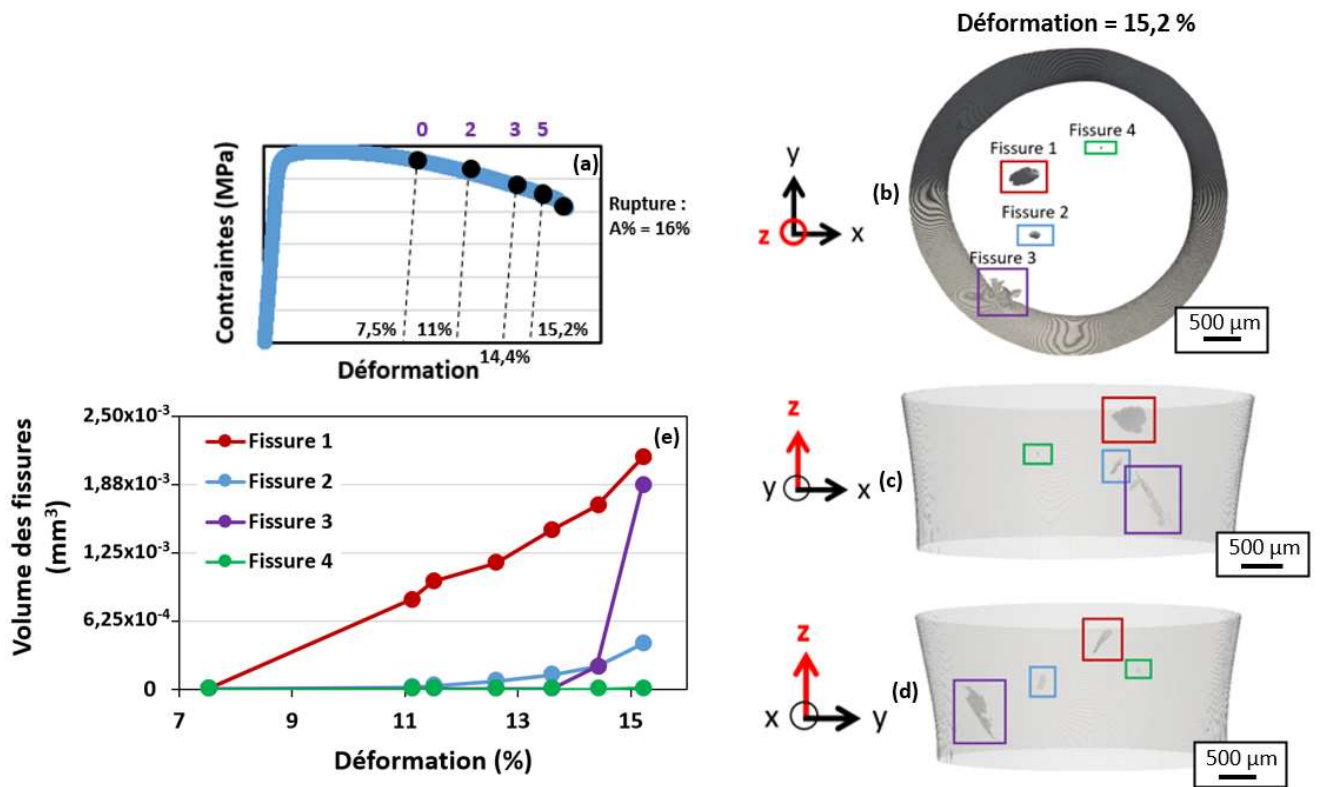 Déformation = 15,2 %
0 2 3 5
(a)
Contraintes (MPa)
Rupture :
A% = 16%
7,5% 11% 15,2%
14,4%
Déformation
y
z
x
(b)
Fissure 4
Fissure 1
Fissure 2
Fissure 3
500 µm
z
y
x
(c)
500 µm
z
x
y
(d)
500 µm
(e)
Volume des fissures
(mm³)
2,50x10⁻³
1,88x10⁻³
1,25x10⁻³
6,25x10⁻⁴
0
Fissure 1
Fissure 2
Fissure 3
Fissure 4
7 9 11 13 15
Déformation (%)